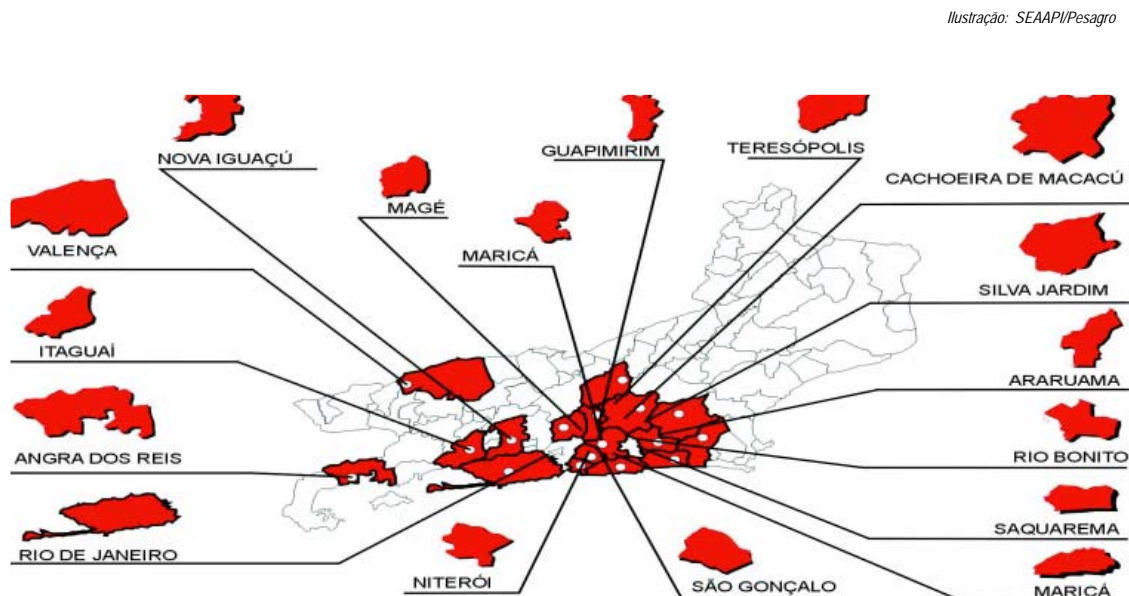 Ilustração: SEAAPI/Pesagro
NOVA IGUAÇÚ
GUAPIMIRIM
TERESÓPOLIS
CACHOEIRA DE MACACÚ
MAGÉ
VALENÇA
MARICÁ
SILVA JARDIM
ITAGUAÍ
ARARUAMA
ANGRA DOS REIS
RIO BONITO
SAQUAREMA
RIO DE JANEIRO
NITERÓI
SÃO GONÇALO
MARICÁ